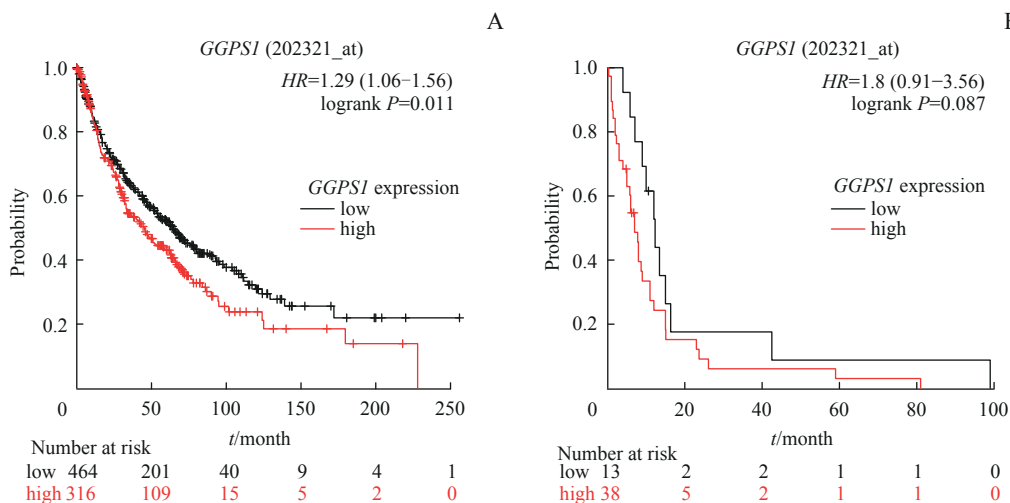 A
GGPS1 (202321_at)
HR=1.29 (1.06−1.56)
logrank P=0.011
GGPS1 expression
low
high
Probability
1.0
0.8
0.6
0.4
0.2
0
50
100
150
200
250
t/month
Number at risk
low 464 201 40 9 4 1
high 316 109 15 5 2 0
GGPS1 (202321_at)
HR=1.8 (0.91−3.56)
logrank P=0.087
GGPS1 expression
low
high
Probability
1.0
0.8
0.6
0.4
0.2
0
20
40
60
80
100
t/month
Number at risk
low 13 2 2 1 1 0
high 38 5 2 1 1 0